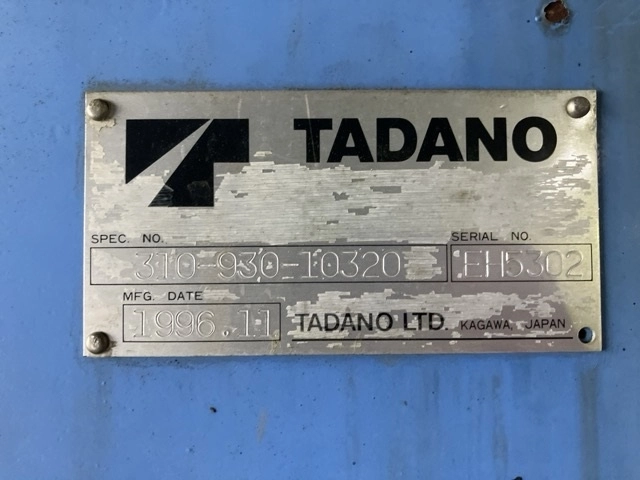 TADANO
SPEC. NO. SERIAL NO.
310-930-10320 EH5302
MFG. DATE
1996.11 TADANO LTD. KAGAWA, JAPAN